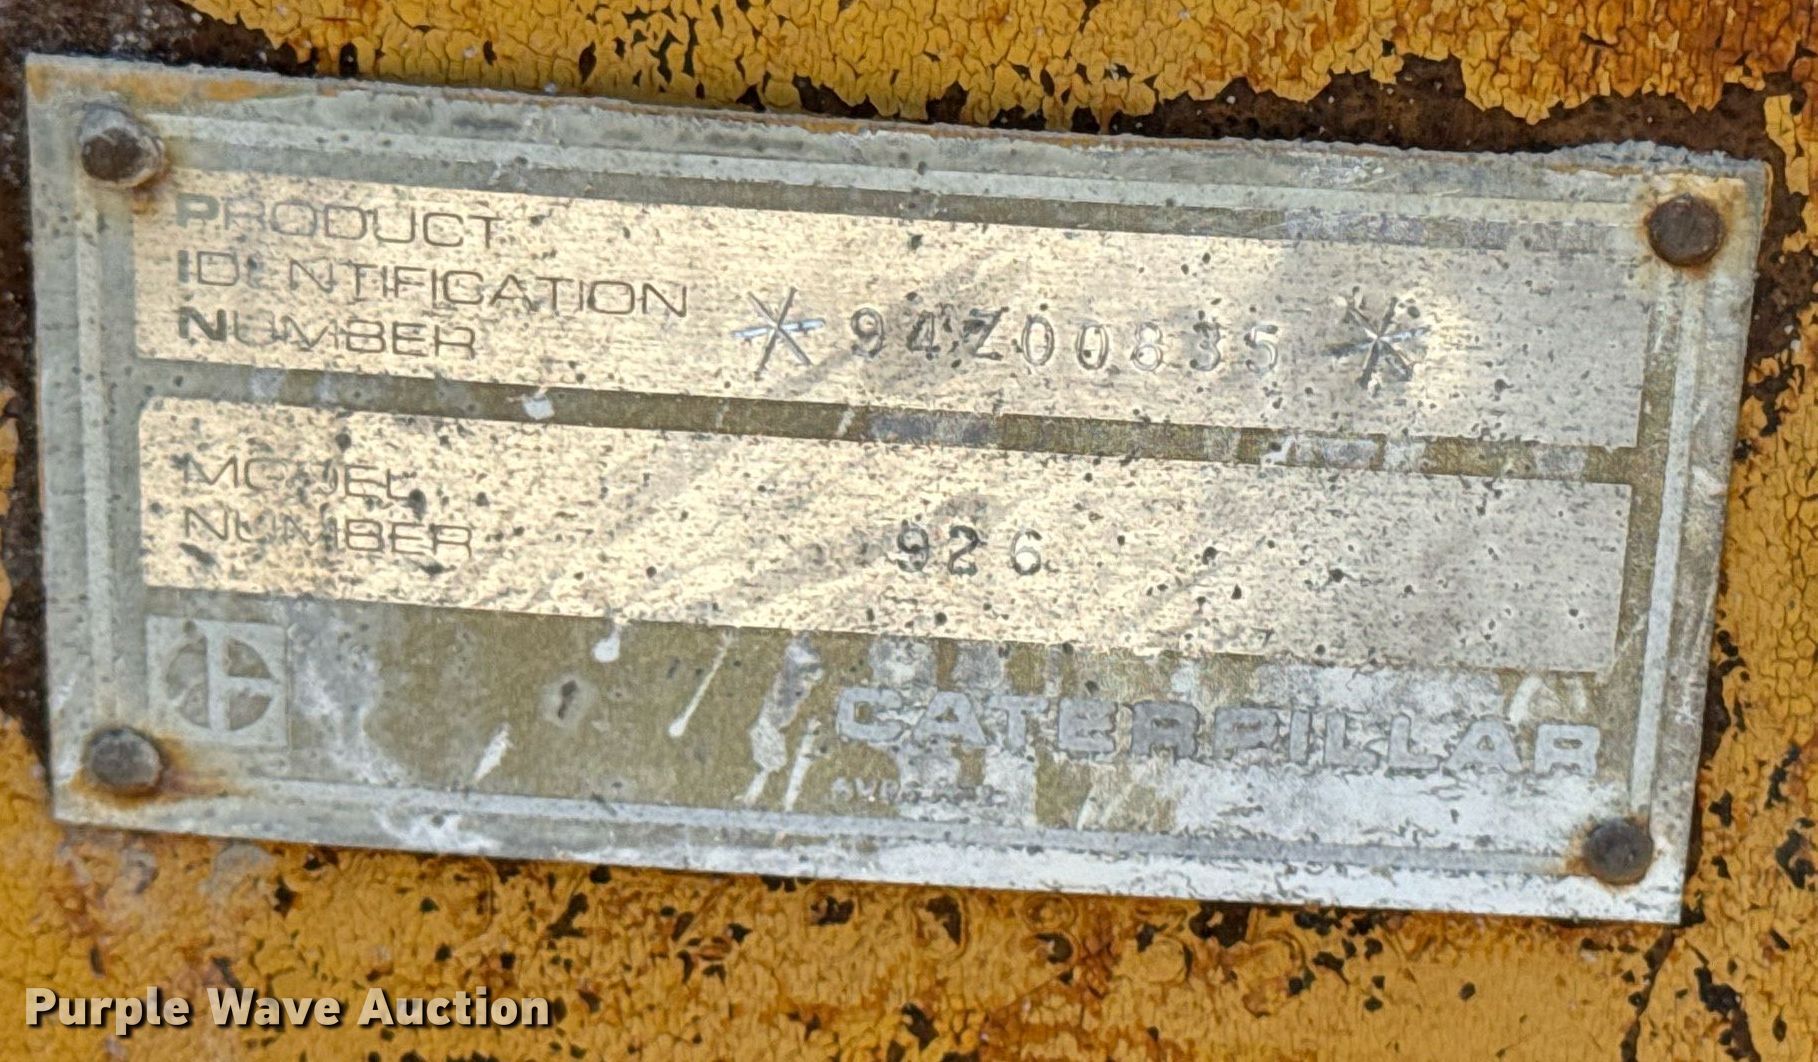 PRODUCT
IDENTIFICATION
NUMBER *94Z00835*
MODEL
NUMBER 926
CATERPILLAR
Purple Wave Auction